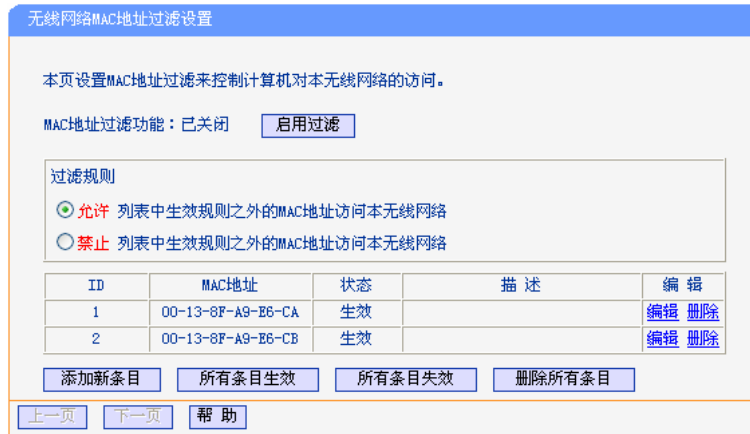 无线网络MAC地址过滤设置
本页设置MAC地址过滤来控制计算机对本无线网络的访问。
MAC地址过滤功能：已关闭 启用过滤
过滤规则
允许 列表中生效规则之外的MAC地址访问本无线网络
禁止 列表中生效规则之外的MAC地址访问本无线网络
ID MAC地址 状态 描 述 编 辑
1 00-13-8F-A9-E6-CA 生效 编辑 删除
2 00-13-8F-A9-E6-CB 生效 编辑 删除
添加新条目 所有条目生效 所有条目失效 删除所有条目
上一页 下一页 帮 助